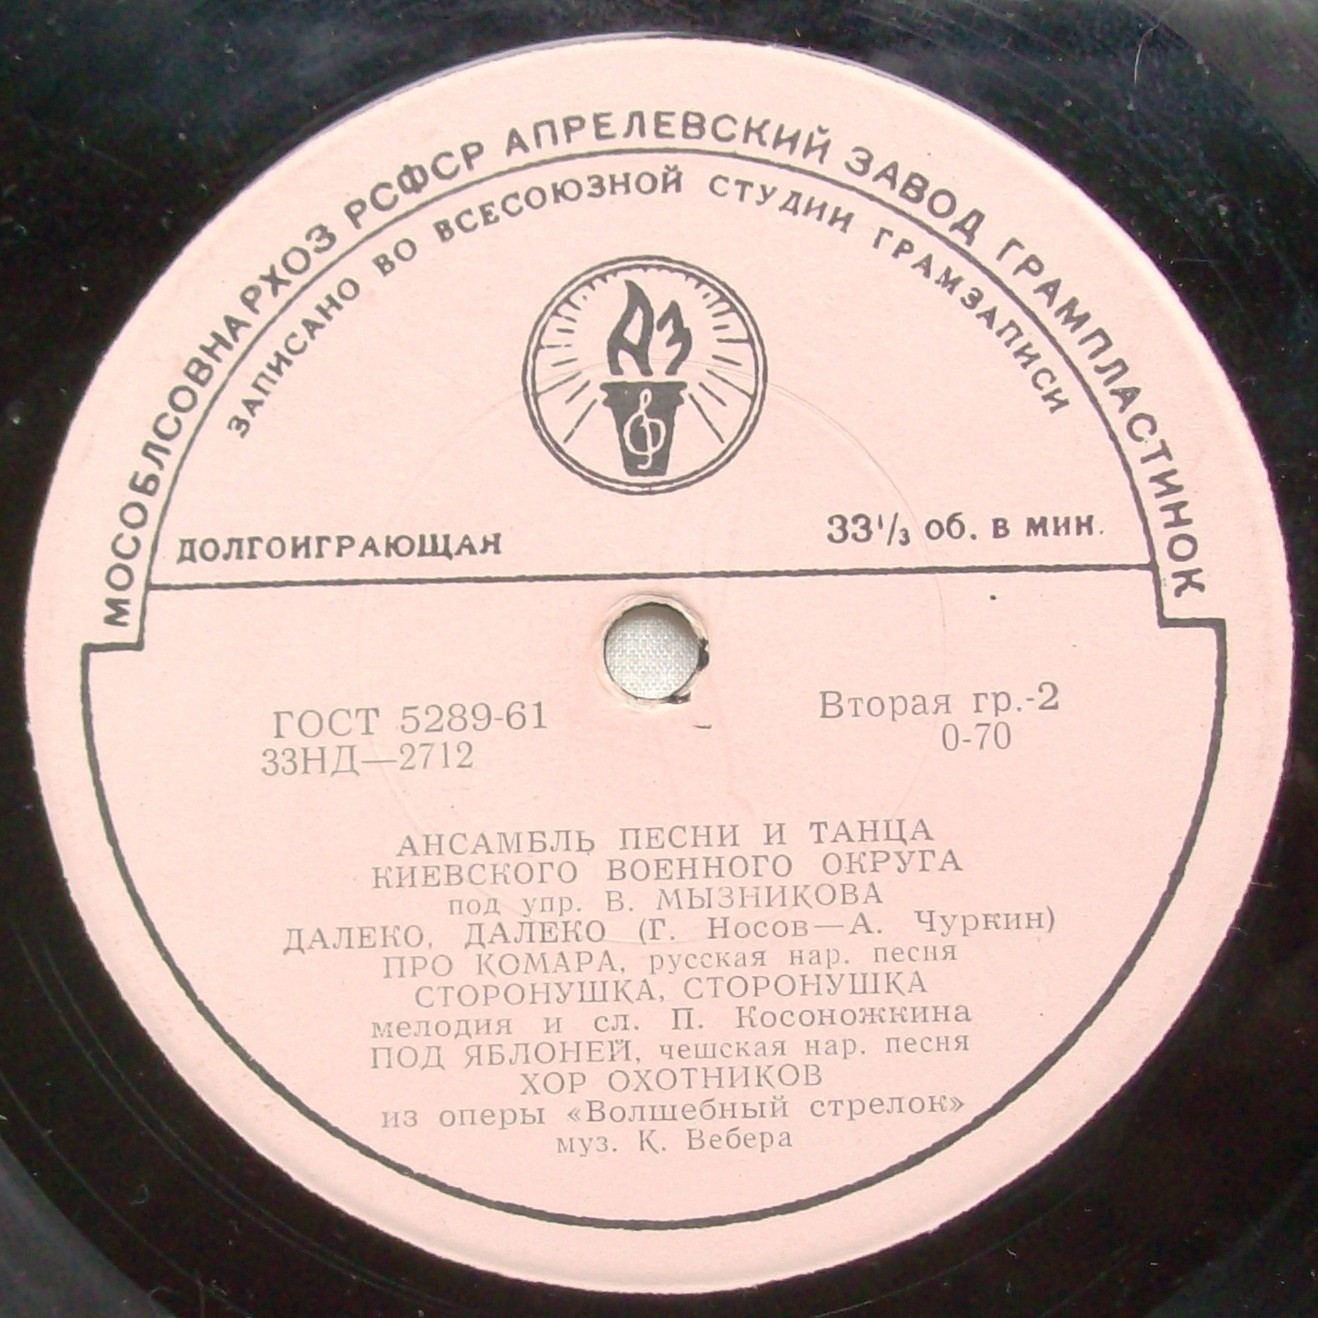 МОСОБЛСОВНАРХОЗ РСФСР АПРЕЛЕВСКИЙ ЗАВОД ГРАМПЛАСТИНОК
ЗАПИСАНО ВО ВСЕСОЮЗНОЙ СТУДИИ ГРАМЗАПИСИ
АЗ
ДОЛГОИГРАЮЩАЯ 33⅓ об. в мин.
ГОСТ 5289-61 Вторая гр.-2
33НД—2712 0-70
АНСАМБЛЬ ПЕСНИ И ТАНЦА
КИЕВСКОГО ВОЕННОГО ОКРУГА
под упр. В. МЫЗНИКОВА
ДАЛЕКО, ДАЛЕКО (Г. Носов—А. Чуркин)
ПРО КОМАРА, русская нар. песня
СТОРОНУШКА, СТОРОНУШКА
мелодия и сл. П. Косоножкина
ПОД ЯБЛОНЕЙ, чешская нар. песня
ХОР ОХОТНИКОВ
из оперы «Волшебный стрелок»
муз. К. Вебера